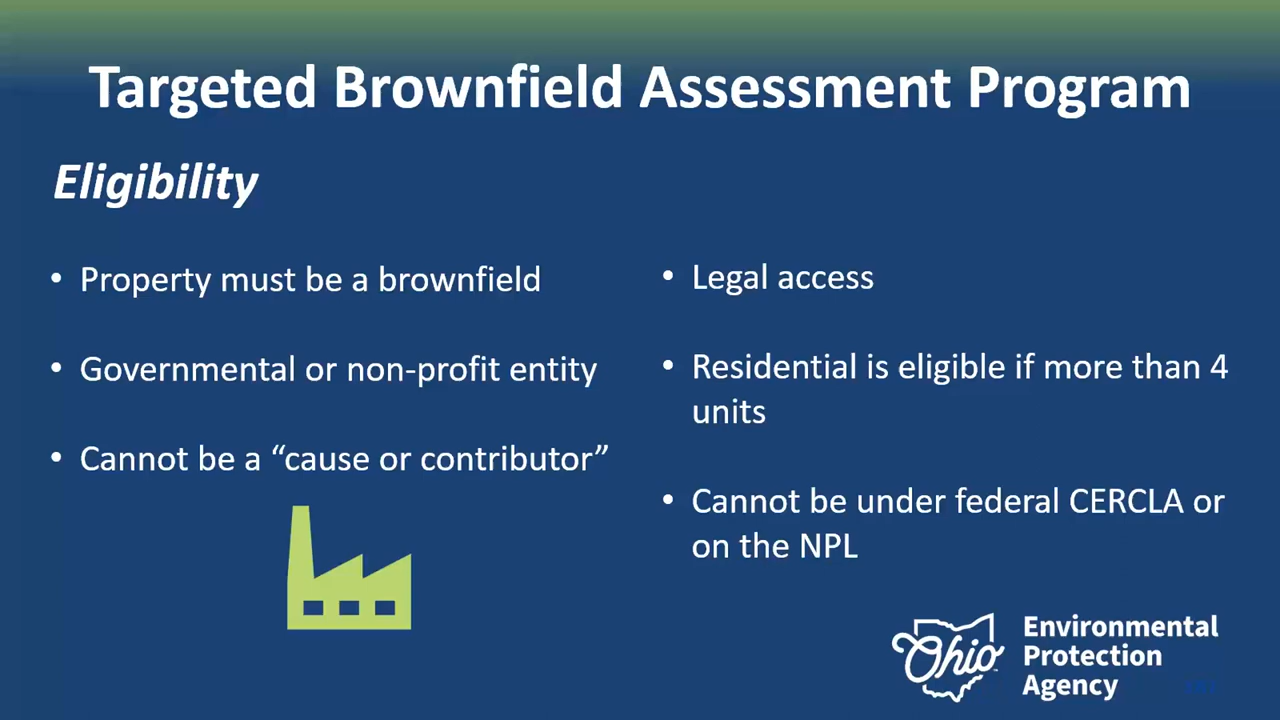 Targeted Brownfield Assessment Program
Eligibility
• Property must be a brownfield
• Governmental or non-profit entity
• Cannot be a “cause or contributor”
• Legal access
• Residential is eligible if more than 4
units
• Cannot be under federal CERCLA or
on the NPL
Ohio
Environmental
Protection
Agency